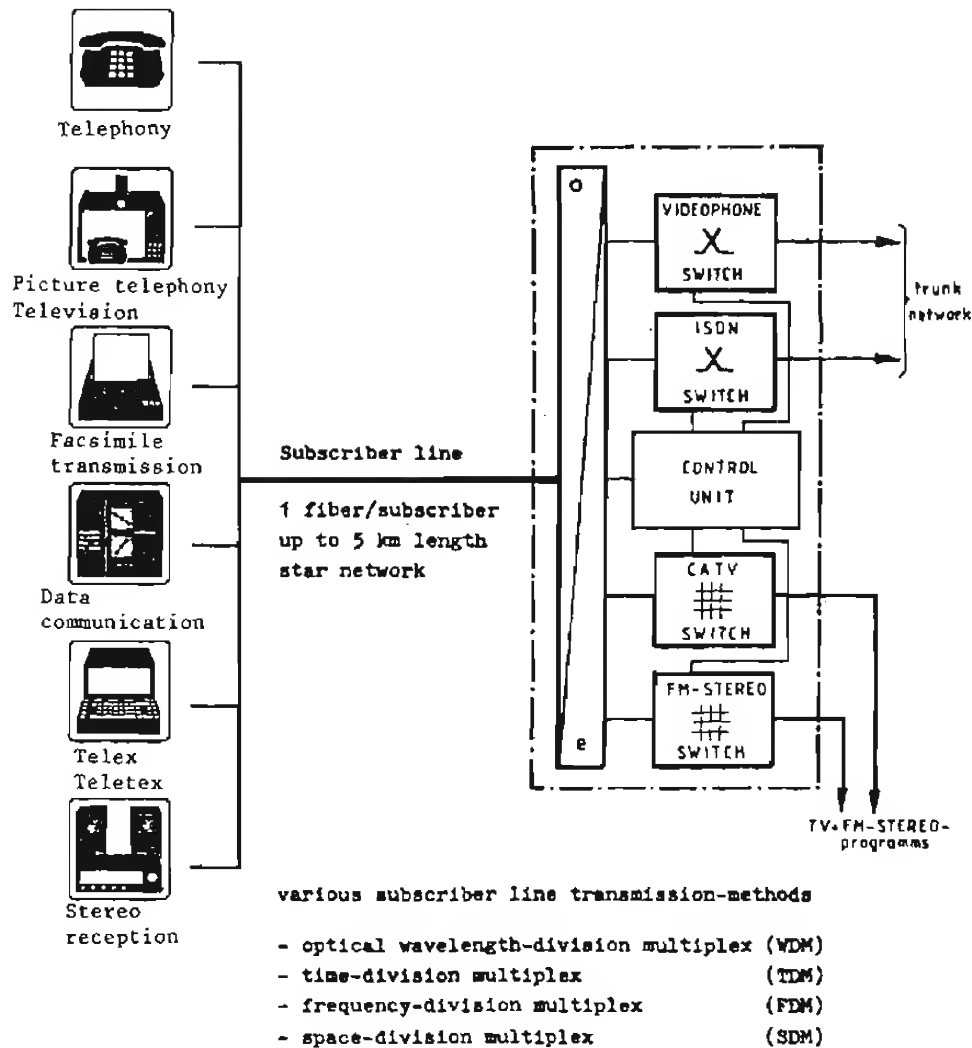 Telephony
Picture telephony
Television
Facsimile
transmission
Data
communication
Telex
Teletex
Stereo
reception
Subscriber line
1 fiber/subscriber
up to 5 km length
star network
o
e
VIDEOPHONE
SWITCH
ISDN
SWITCH
CONTROL
UNIT
CATV
SWITCH
FM-STEREO
SWITCH
trunk
network
TV+FM-STEREO-
programms
various subscriber line transmission-methods
- optical wavelength-division multiplex (WDM)
- time-division multiplex (TDM)
- frequency-division multiplex (FDM)
- space-division multiplex (SDM)